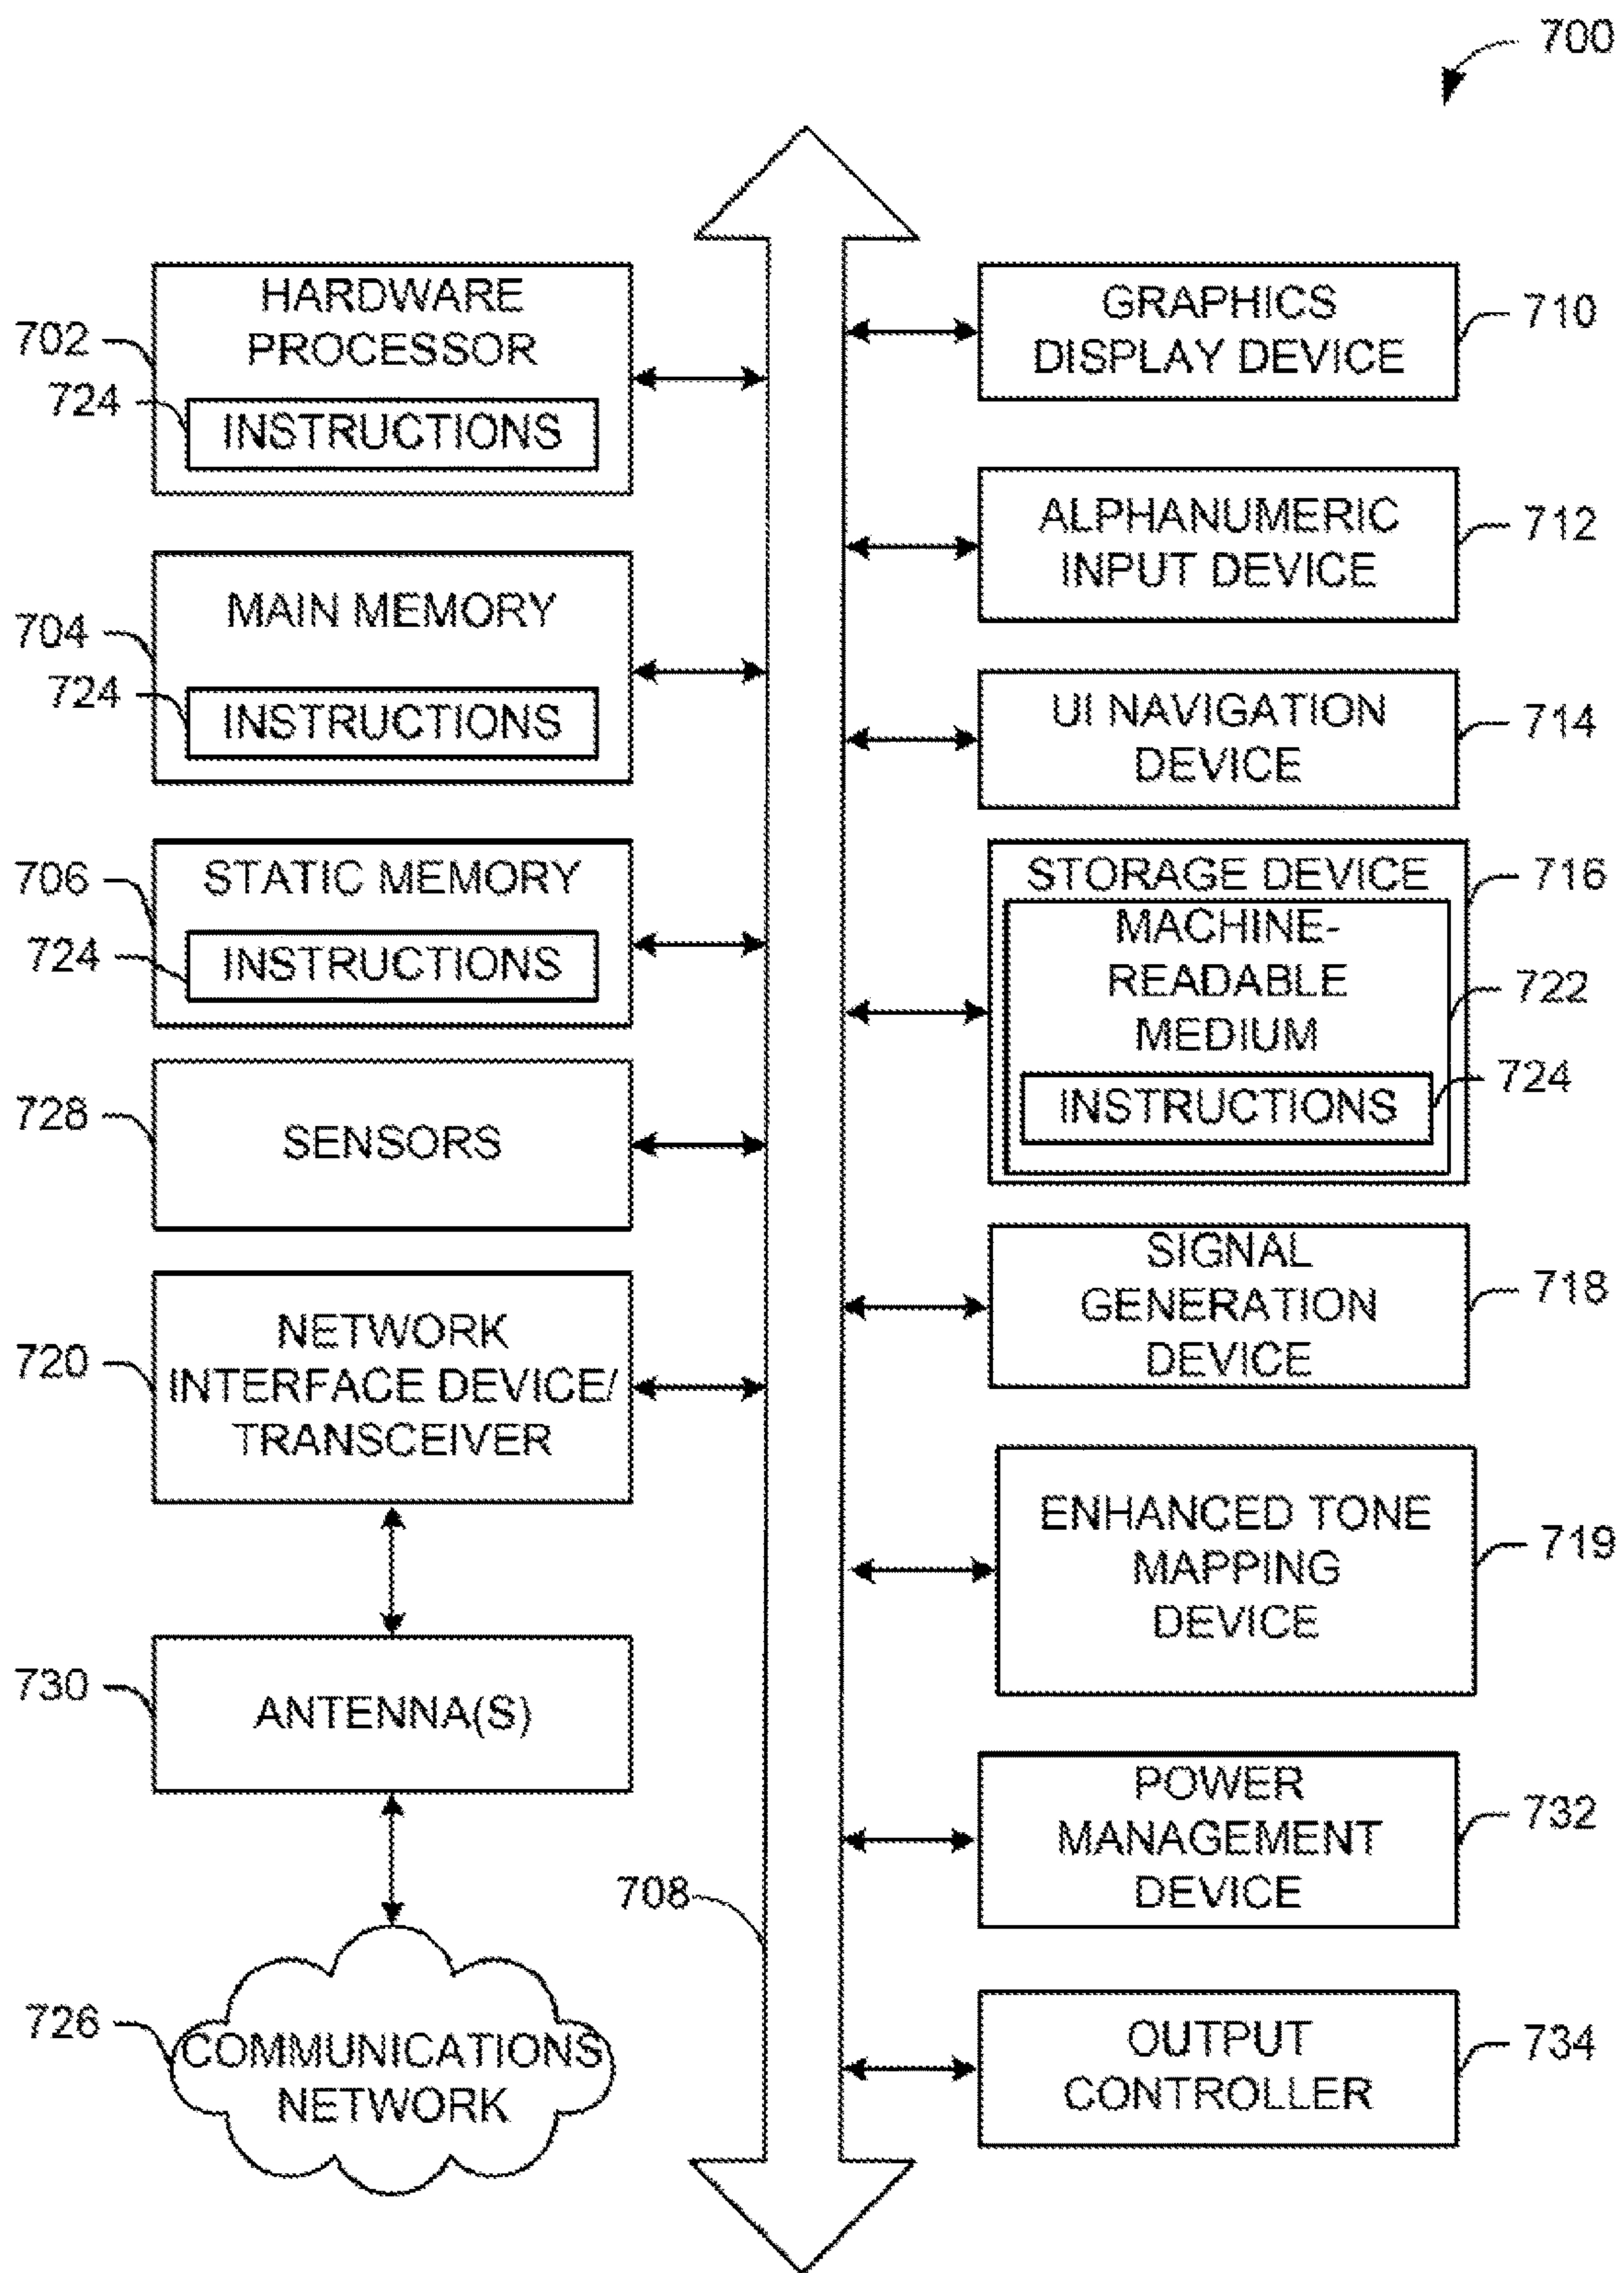 700
HARDWARE
PROCESSOR
702
724
INSTRUCTIONS
MAIN MEMORY
704
724
INSTRUCTIONS
STATIC MEMORY
706
724
INSTRUCTIONS
728
SENSORS
NETWORK
INTERFACE DEVICE/
TRANSCEIVER
720
730
ANTENNA(S)
708
726
COMMUNICATIONS
NETWORK
GRAPHICS
DISPLAY DEVICE
710
ALPHANUMERIC
INPUT DEVICE
712
UI NAVIGATION
DEVICE
714
STORAGE DEVICE
716
MACHINE-
READABLE
MEDIUM
722
INSTRUCTIONS
724
SIGNAL
GENERATION
DEVICE
718
ENHANCED TONE
MAPPING
DEVICE
719
POWER
MANAGEMENT
DEVICE
732
OUTPUT
CONTROLLER
734